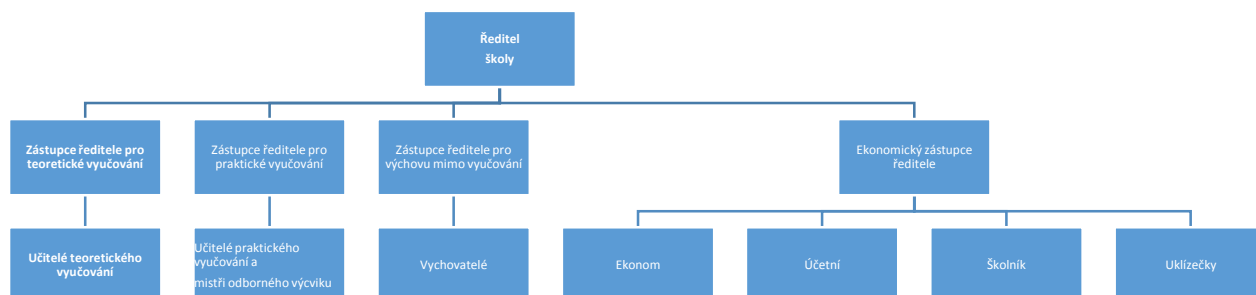 Ředitel
školy
Zástupce ředitele pro
teoretické vyučování
Zástupce ředitele pro
praktické vyučování
Zástupce ředitele pro
výchovu mimo vyučování
Ekonomický zástupce
ředitele
Učitelé teoretického
vyučování
Učitelé praktického
vyučování a
mistři odborného výcviku
Vychovatelé
Ekonom
Účetní
Školník
Uklízečky